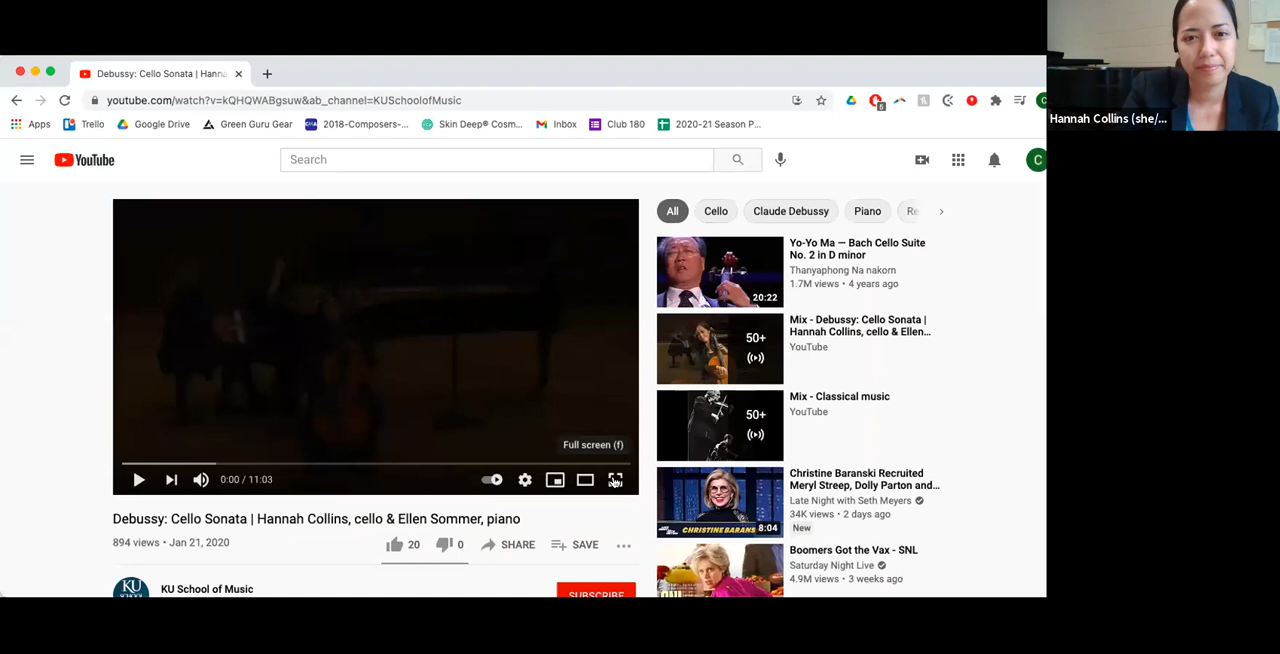 Debussy: Cello Sonata | Hanna
youtube.com/watch?v=kQHQWABgsuw&ab_channel=KUSchoolofMusic
6
C
Apps Trello Google Drive Green Guru Gear 2018-Composers-... Skin Deep® Cosm... Inbox Club 180 2020-21 Season P...
YouTube
Search
C
Hannah Collins (she/...
Full screen (f)
0:00 / 11:03
Debussy: Cello Sonata | Hannah Collins, cello & Ellen Sommer, piano
894 views • Jan 21, 2020
20 0 SHARE SAVE
KU
KU School of Music
SUBSCRIBE
All Cello Claude Debussy Piano Re
20:22
Yo-Yo Ma — Bach Cello Suite
No. 2 in D minor
Thanyaphong Na nakorn
1.7M views • 4 years ago
50+
Mix - Debussy: Cello Sonata |
Hannah Collins, cello & Ellen...
YouTube
50+
Mix - Classical music
YouTube
CHRISTINE BARANS
8:04
Christine Baranski Recruited
Meryl Streep, Dolly Parton and...
Late Night with Seth Meyers
34K views • 2 days ago
New
Boomers Got the Vax - SNL
Saturday Night Live
4.9M views • 3 weeks ago